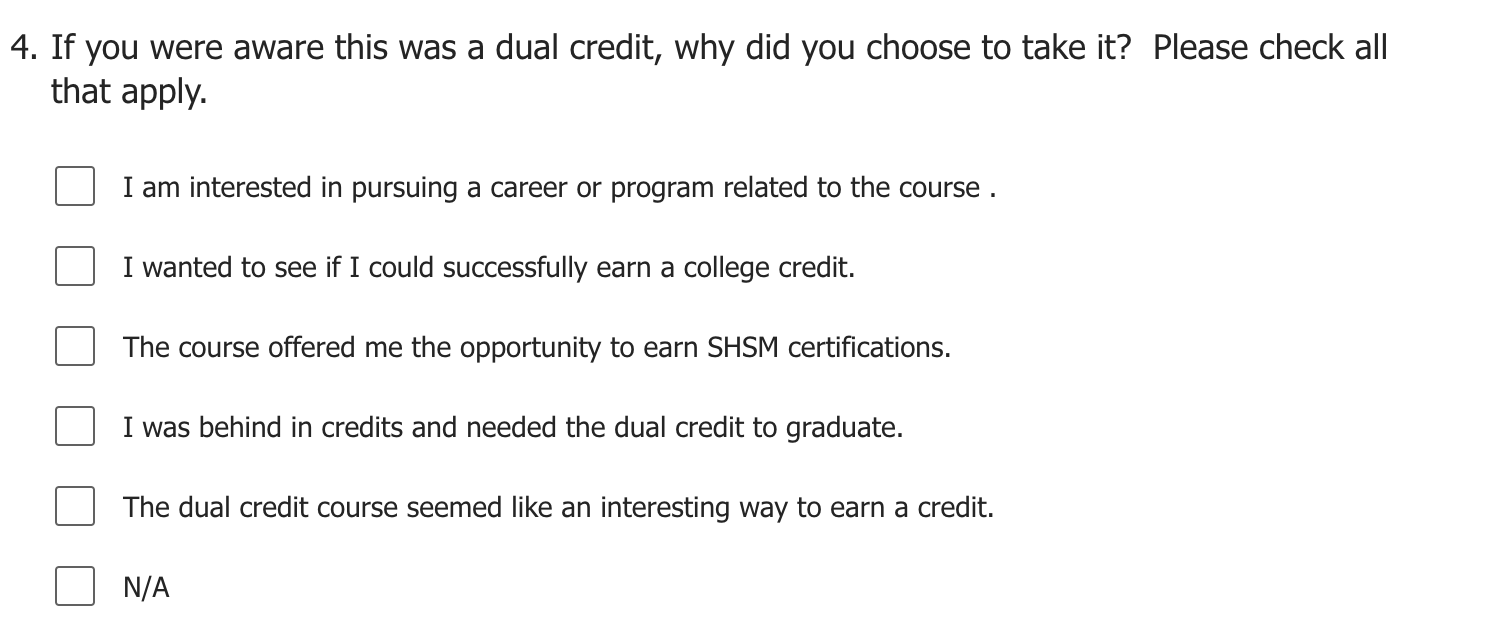 4. If you were aware this was a dual credit, why did you choose to take it?  Please check all
that apply.
I am interested in pursuing a career or program related to the course .
I wanted to see if I could successfully earn a college credit.
The course offered me the opportunity to earn SHSM certifications.
I was behind in credits and needed the dual credit to graduate.
The dual credit course seemed like an interesting way to earn a credit.
N/A